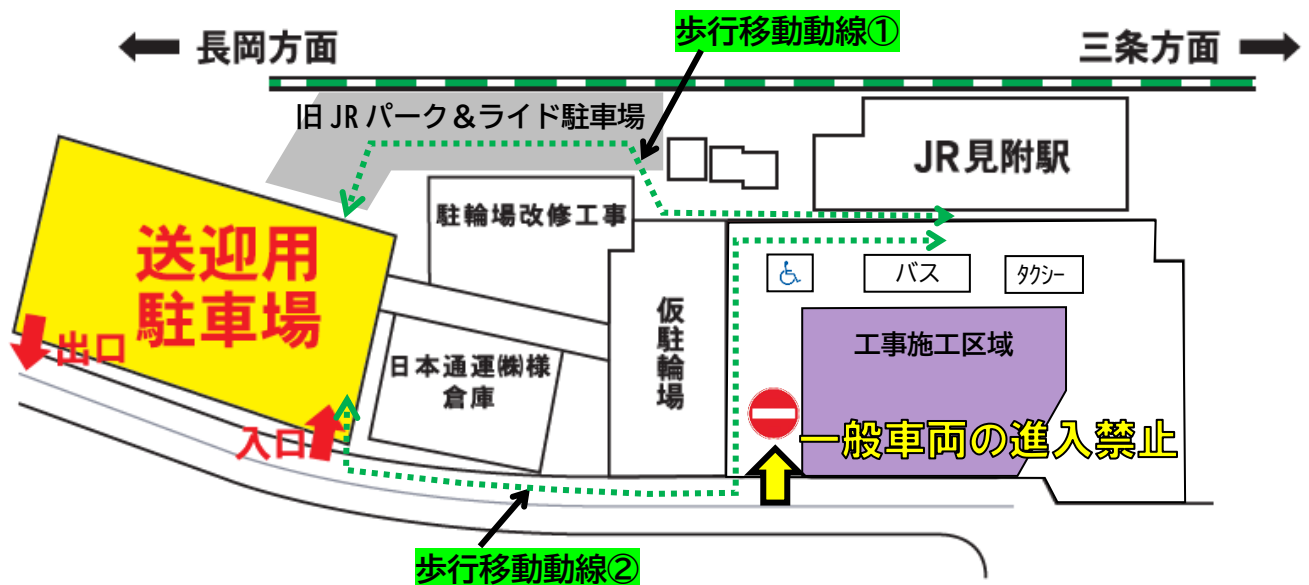 歩行移動動線①
長岡方面
三条方面
旧JRパーク&ライド駐車場
JR見附駅
駐輪場改修工事
送迎用
駐車場
バス
タクシー
仮駐輪場
工事施工区域
出口
日本通運㈱様
倉庫
入口
一般車両の進入禁止
歩行移動動線②